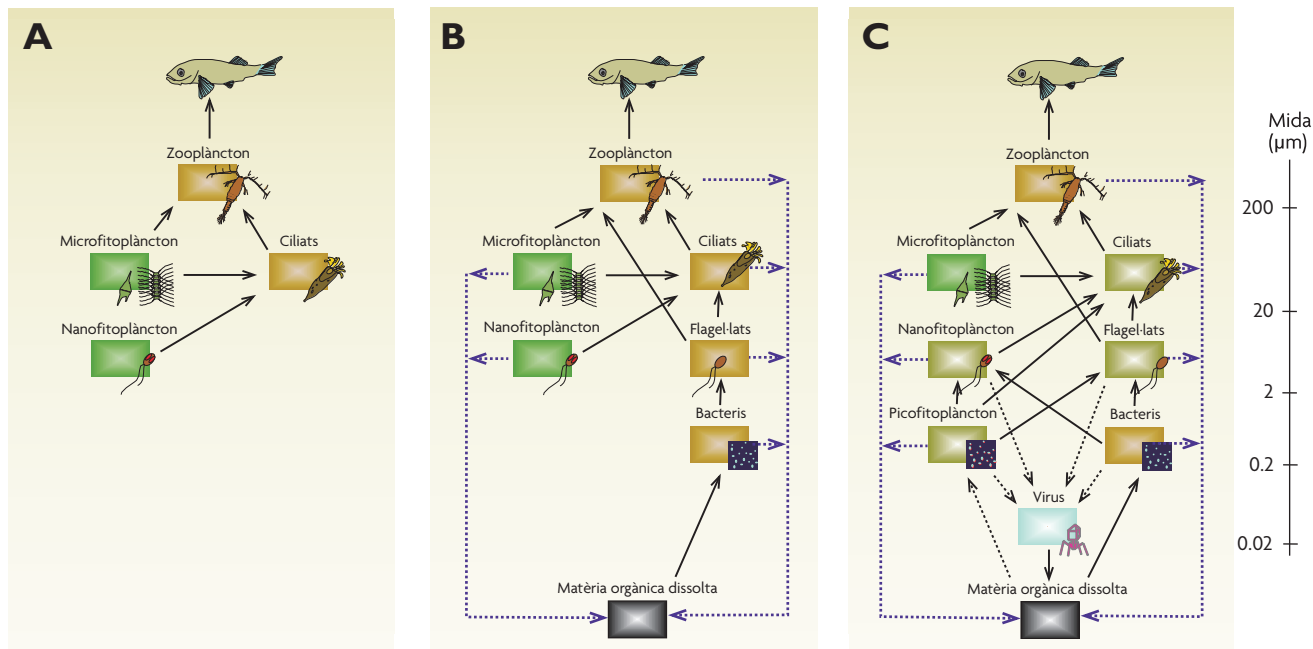 A
Zooplàncton
Microfitoplàncton
Ciliats
Nanofitoplàncton
B
Zooplàncton
Microfitoplàncton
Ciliats
Nanofitoplàncton
Flagel·lats
Bacteris
Matèria orgànica dissolta
C
Zooplàncton
Microfitoplàncton
Ciliats
Nanofitoplàncton
Flagel·lats
Picofitoplàncton
Bacteris
Virus
Matèria orgànica dissolta
Mida
(µm)
200
20
2
0.2
0.02